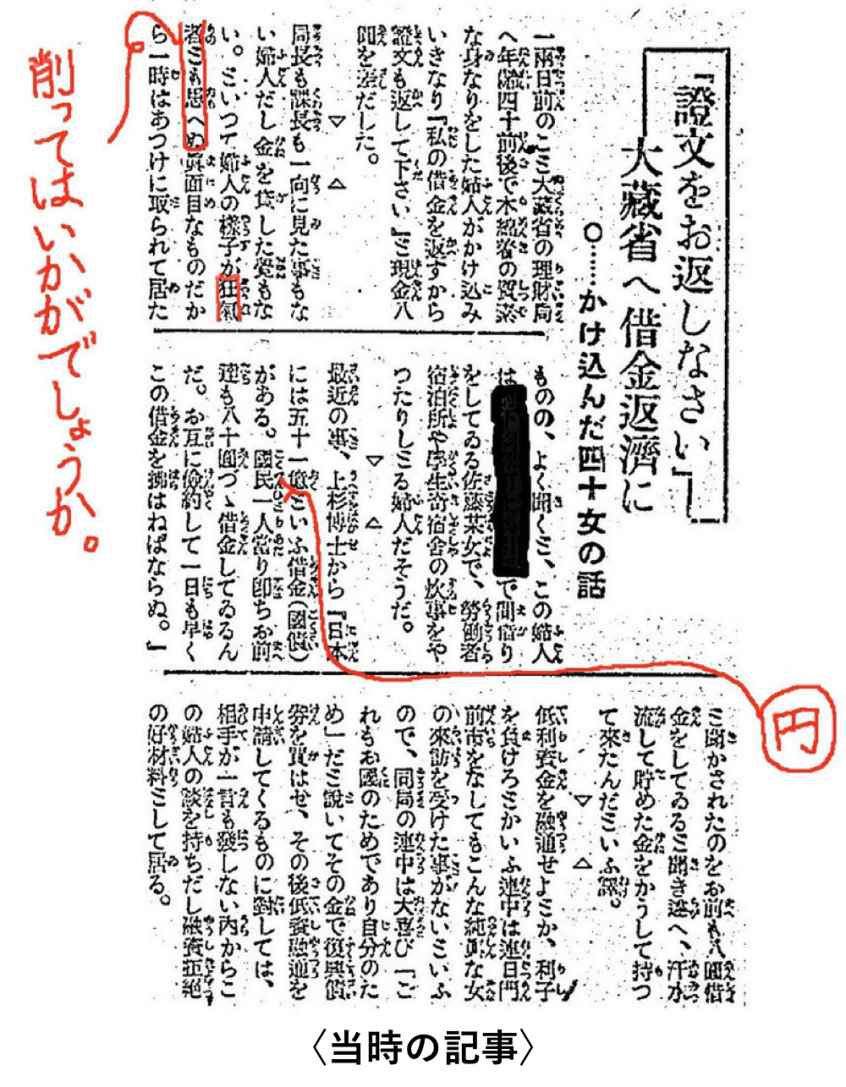 「證文をお返しなさい」
大藏省へ借金返濟に
○……かけ込んだ四十女の話
一兩日前のこと大藏省の理財局
へ年齡四十前後で木綿着の質素
な身なりをした婦人がかけ込み
いきなり『私の借金を返すから
證文も返して下さい』と現金八
圓を差だした。
▽ △
局長も課長も一向に見た事もな
い婦人だし金を貸した覺もな
い。といつて婦人の樣子が狂氣
者とも思へぬ眞面目なものだか
ら一時はあつけに取られて居た
ものの、よく聞くと、この婦人
は で間借り
をしてゐる佐藤某女で、勞働者
宿泊所や學生寄宿舍の炊事をや
つたりしとる婦人だそうだ。
▽ △
最近の事、上杉博士から『日本
には五十一億といふ借金(國債)
がある。國民一人當り卽ちお前
達も八十圓づゝ借金してゐるん
だ。お互に儉約して一日も早く
この借金を拂はねばならぬ。』
と聞かされたのをお前も八圓借
金をしてゐると聞き違へ、汗水
流して貯めた金をかうして持つ
て來たんだといふ譯。
▽ △
低利資金を融通せよとか、利子
を負けろとかいふ連中は連日門
前市をなしてもこんな純眞な女
の來訪を受けた事がないといふ
ので、同局の連中は大喜び「こ
れもお國のためであり自分のた
め」だと說いてその金で復興債
券を買はせ、その後低資融通を
申請してくるものに對しては、
相手が一言も發しない內からこ
の婦人の談を持ちだし融資拒絕
の好材料として居る。
削ってはいかがでしょうか。
円
〈当時の記事〉